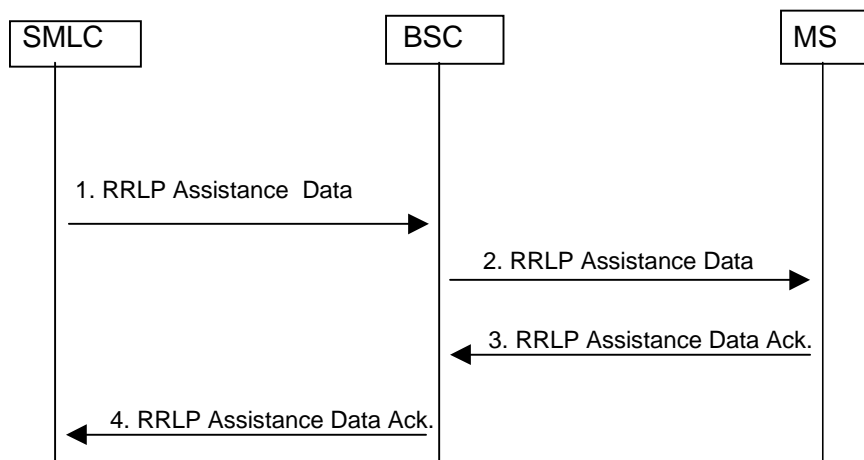 SMLC
BSC
MS
1. RRLP Assistance Data
2. RRLP Assistance Data
3. RRLP Assistance Data Ack.
4. RRLP Assistance Data Ack.